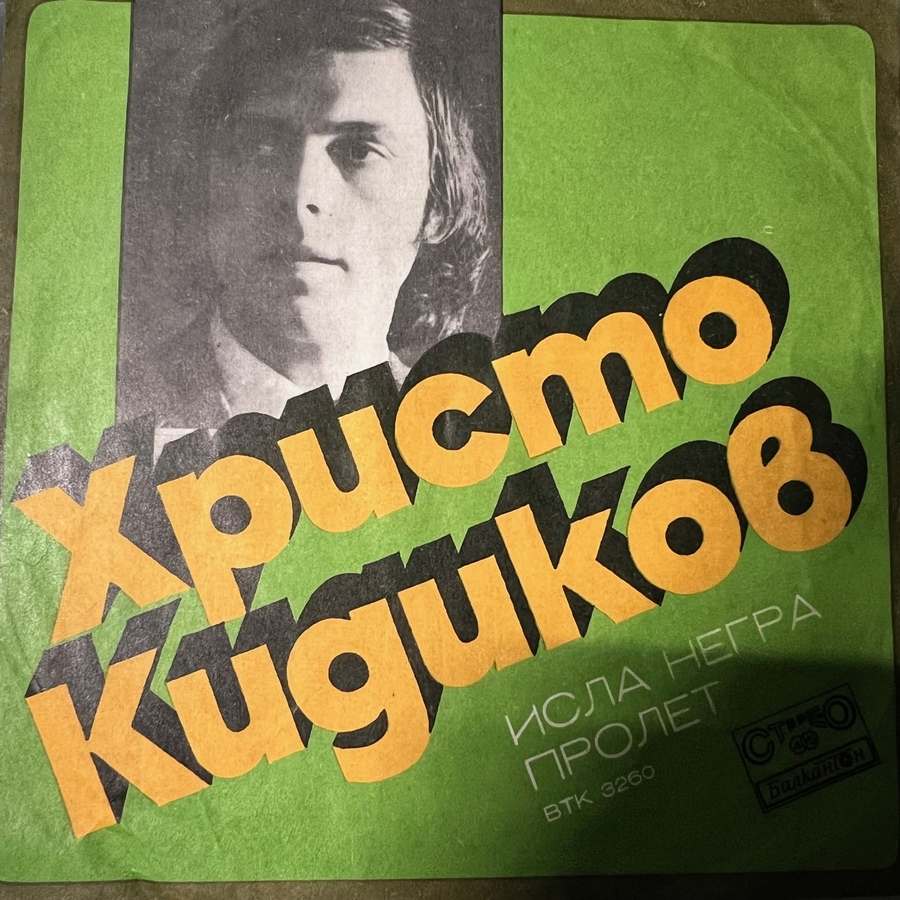 Христо
Кидиков
ИСЛА НЕГРА
ПРОЛЕТ
ВТК 3260
СТЕРЕО
Балкантон